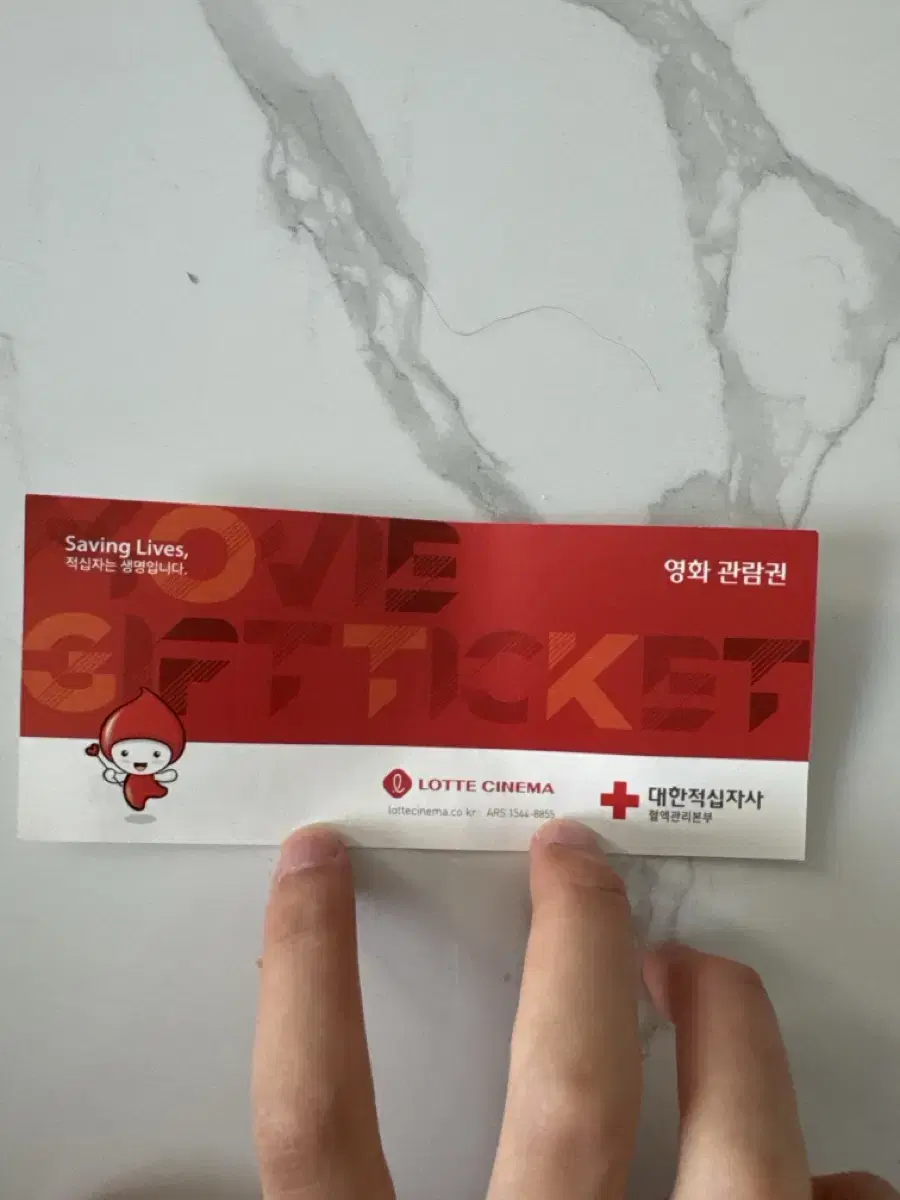 Saving Lives,
적십자는 생명입니다.
영화 관람권
MOVIE
GIFT TICKET
LOTTE CINEMA
lottecinema.co.kr ARS 1544-8855
대한적십자사
혈액관리본부